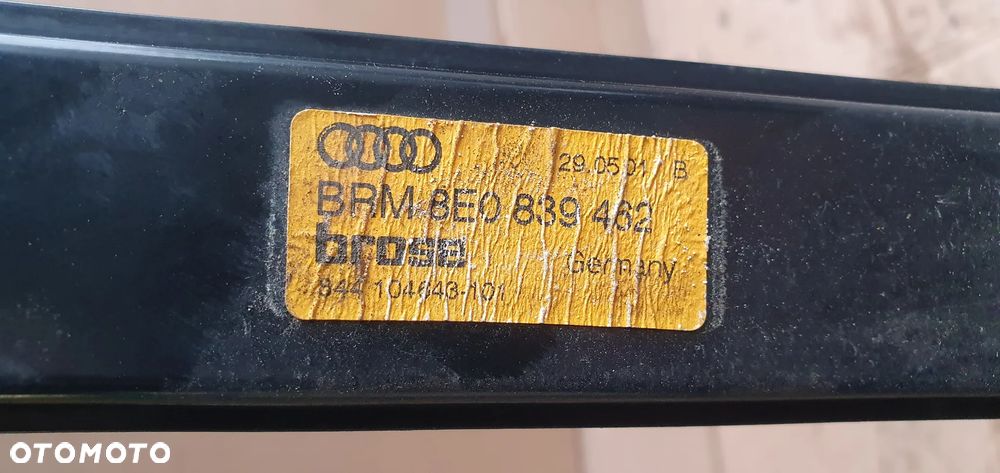 29.05.01 B
BRM 8E0 839 462
brose
Germany
844 104643-101
OTOMOTO